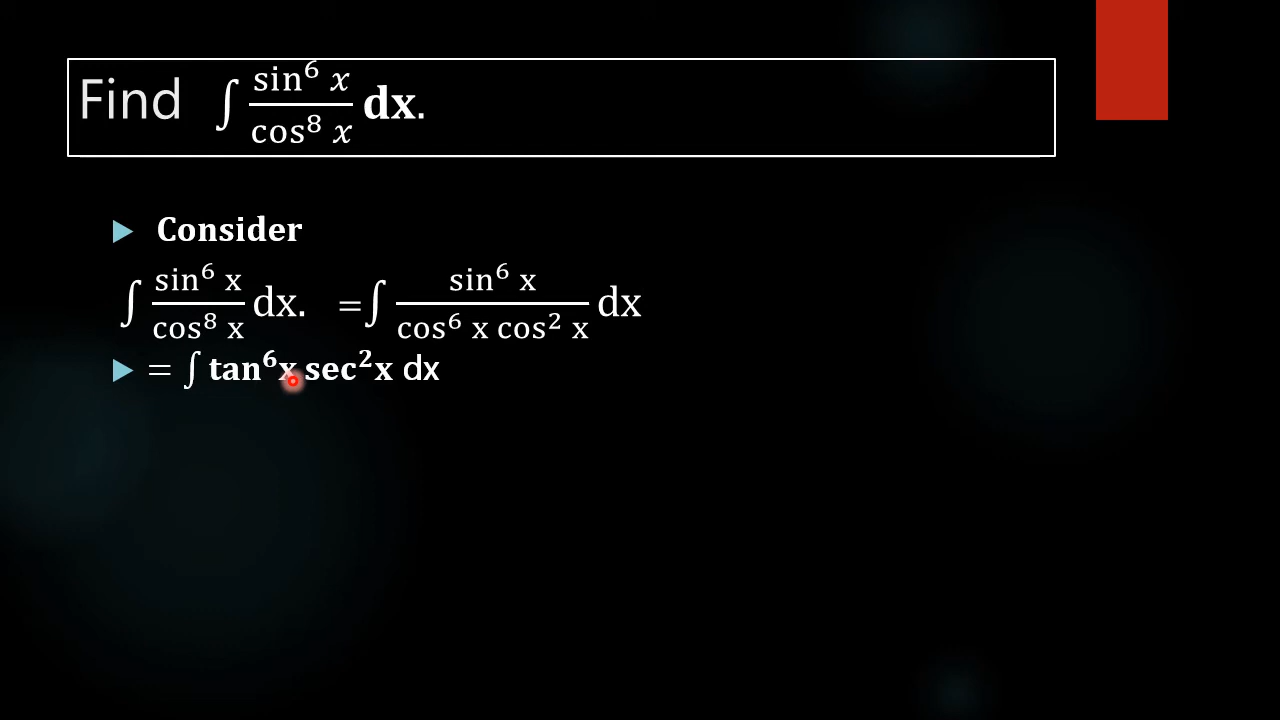 Find ∫ sin⁶ x / cos⁸ x dx.
Consider
∫ sin⁶ x / cos⁸ x dx. = ∫ sin⁶ x / cos⁶ x cos² x dx
= ∫ tan⁶x sec²x dx